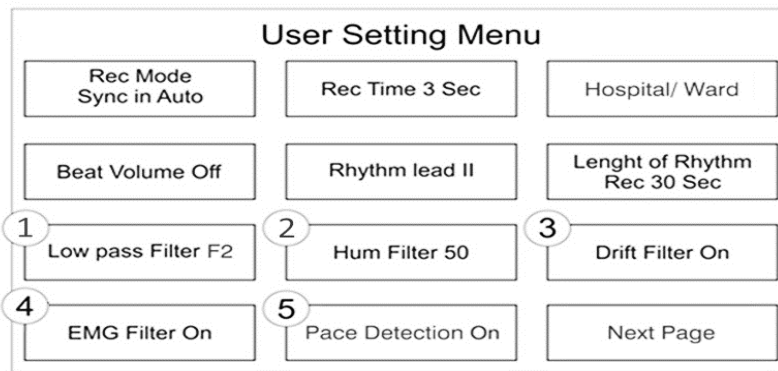 User Setting Menu
Rec Mode
Sync in Auto
Rec Time 3 Sec
Hospital/ Ward
Beat Volume Off
Rhythm lead II
Lenght of Rhythm
Rec 30 Sec
1
Low pass Filter F2
2
Hum Filter 50
3
Drift Filter On
4
EMG Filter On
5
Pace Detection On
Next Page